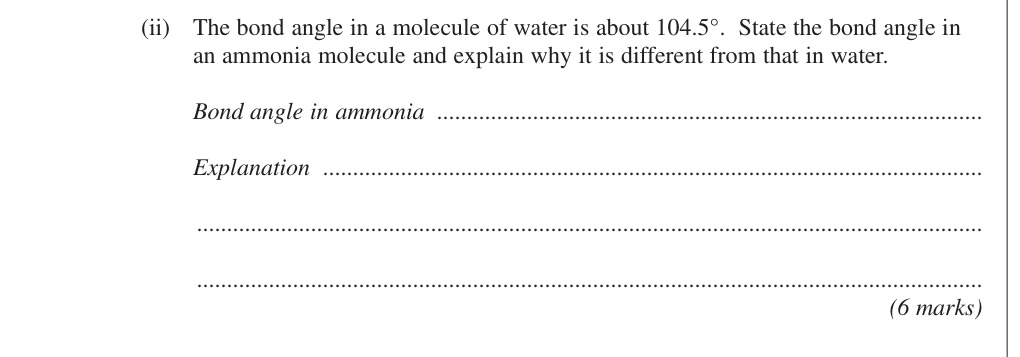 (ii) The bond angle in a molecule of water is about 104.5°. State the bond angle in
an ammonia molecule and explain why it is different from that in water.
Bond angle in ammonia ..........................................................................................
Explanation .............................................................................................................
..................................................................................................................................
..................................................................................................................................
(6 marks)